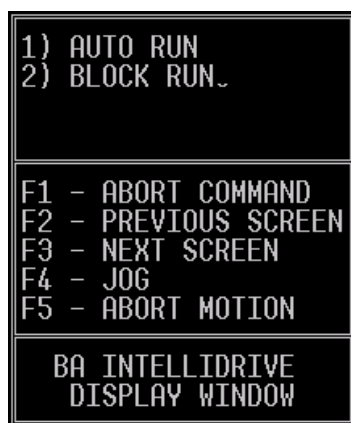 1) AUTO RUN
2) BLOCK RUN
F1 - ABORT COMMAND
F2 - PREVIOUS SCREEN
F3 - NEXT SCREEN
F4 - JOG
F5 - ABORT MOTION
BA INTELLIDRIVE
DISPLAY WINDOW